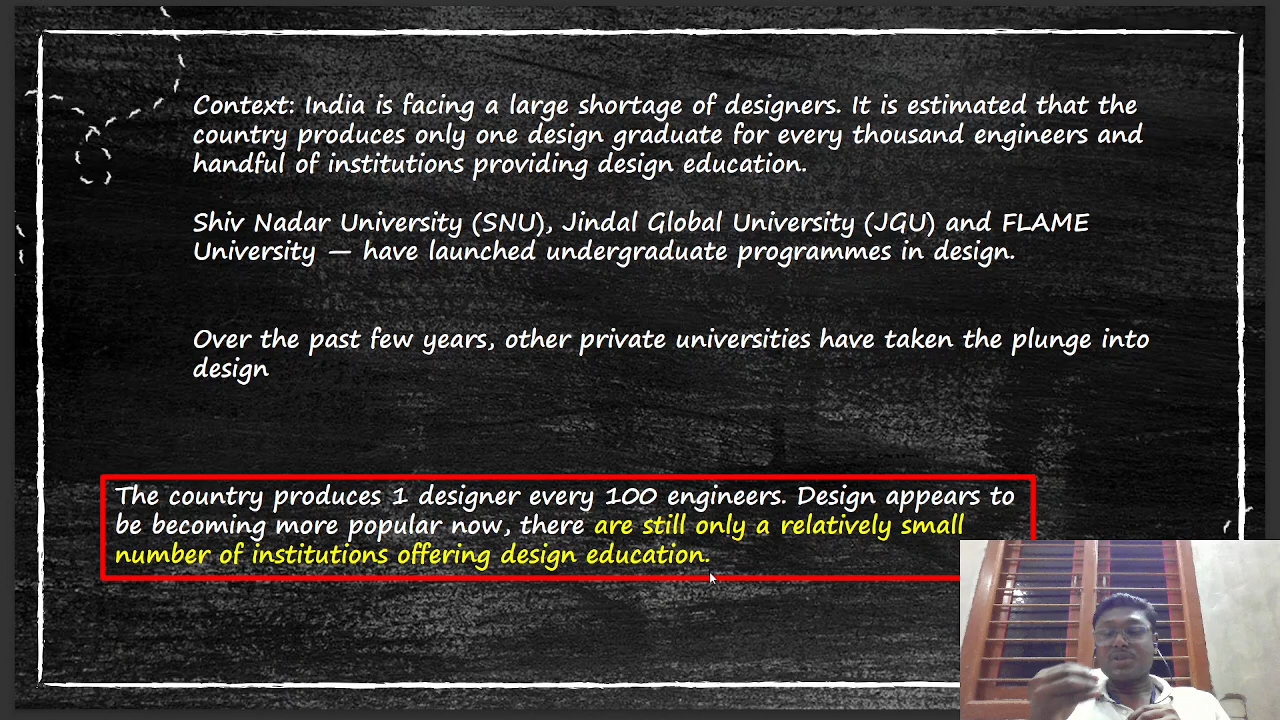 Context: India is facing a large shortage of designers. It is estimated that the
country produces only one design graduate for every thousand engineers and
handful of institutions providing design education.
Shiv Nadar University (SNU), Jindal Global University (JGU) and FLAME
University — have launched undergraduate programmes in design.
Over the past few years, other private universities have taken the plunge into
design
The country produces 1 designer every 100 engineers. Design appears to
be becoming more popular now, there are still only a relatively small
number of institutions offering design education.